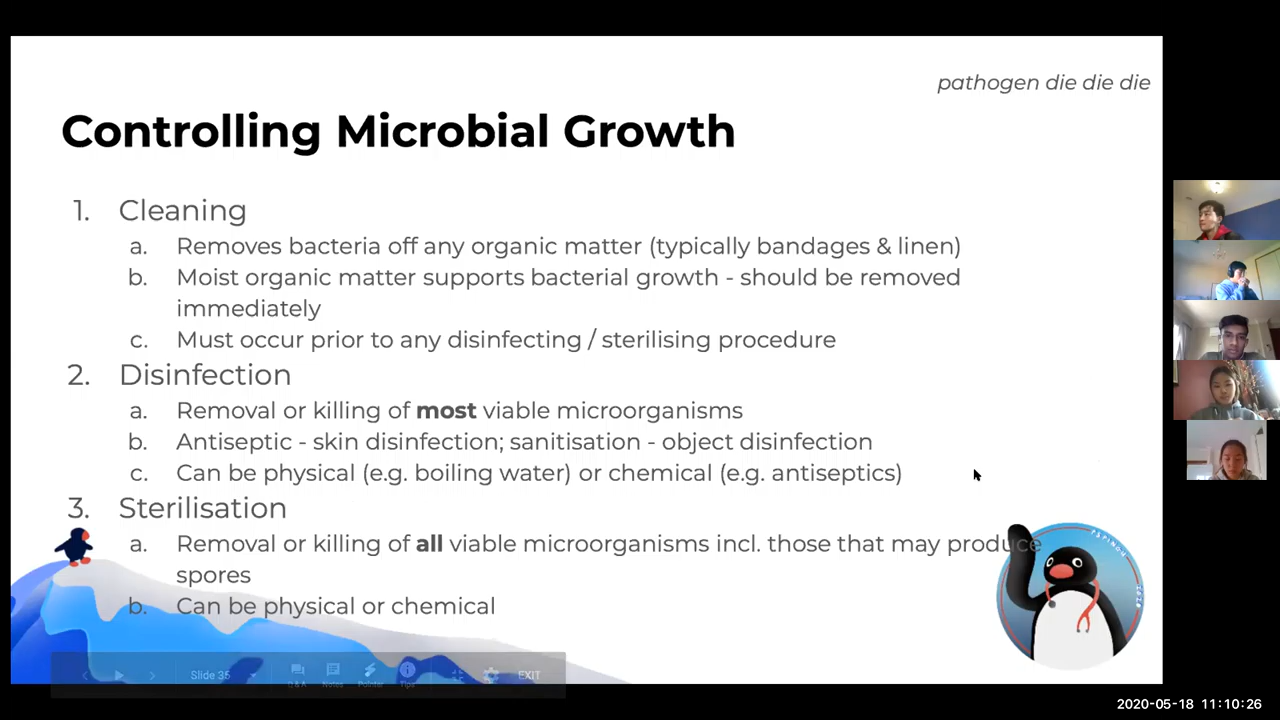 pathogen die die die
Controlling Microbial Growth
1. Cleaning
a. Removes bacteria off any organic matter (typically bandages & linen)
b. Moist organic matter supports bacterial growth - should be removed
immediately
c. Must occur prior to any disinfecting / sterilising procedure
2. Disinfection
a. Removal or killing of most viable microorganisms
b. Antiseptic - skin disinfection; sanitisation - object disinfection
c. Can be physical (e.g. boiling water) or chemical (e.g. antiseptics)
3. Sterilisation
a. Removal or killing of all viable microorganisms incl. those that may produce
spores
b. Can be physical or chemical
Slide 35
Q & A Notes Pointer Tips
EXIT
2020-05-18 11:10:26